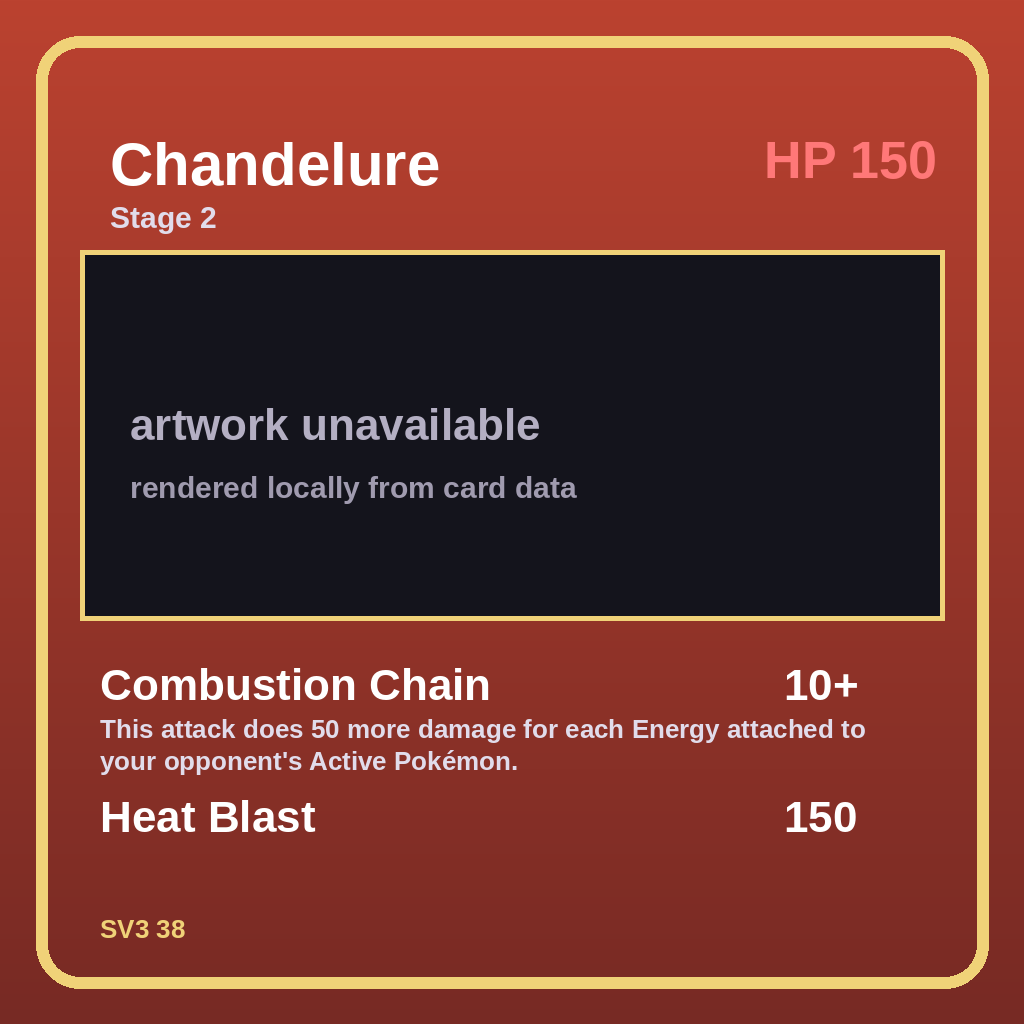 Chandelure
HP 150
Stage 2
artwork unavailable
rendered locally from card data
Combustion Chain 10+
This attack does 50 more damage for each Energy attached to
your opponent's Active Pokémon.
Heat Blast 150
SV3 38